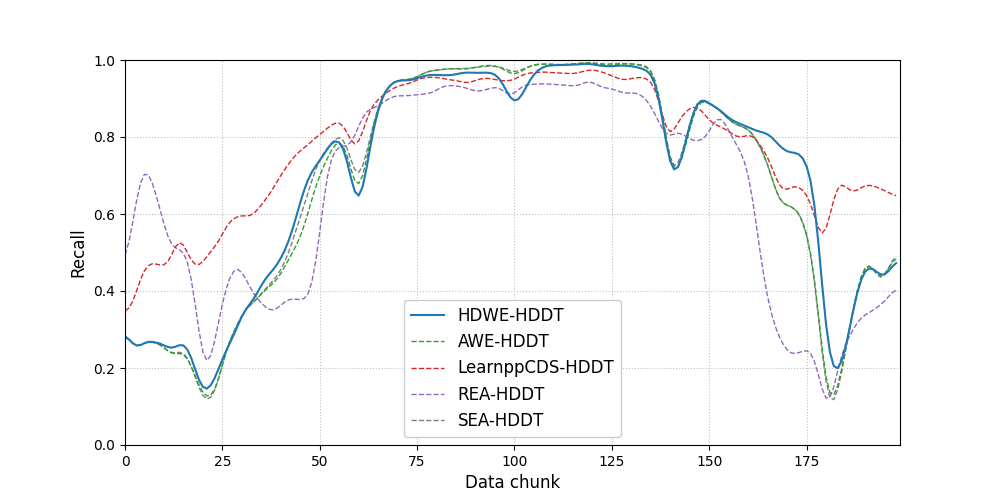 1.0
0.8
0.6
0.4
0.2
0.0
Recall
HDWE-HDDT
AWE-HDDT
LearnppCDS-HDDT
REA-HDDT
SEA-HDDT
0 25 50 75 100 125 150 175
Data chunk